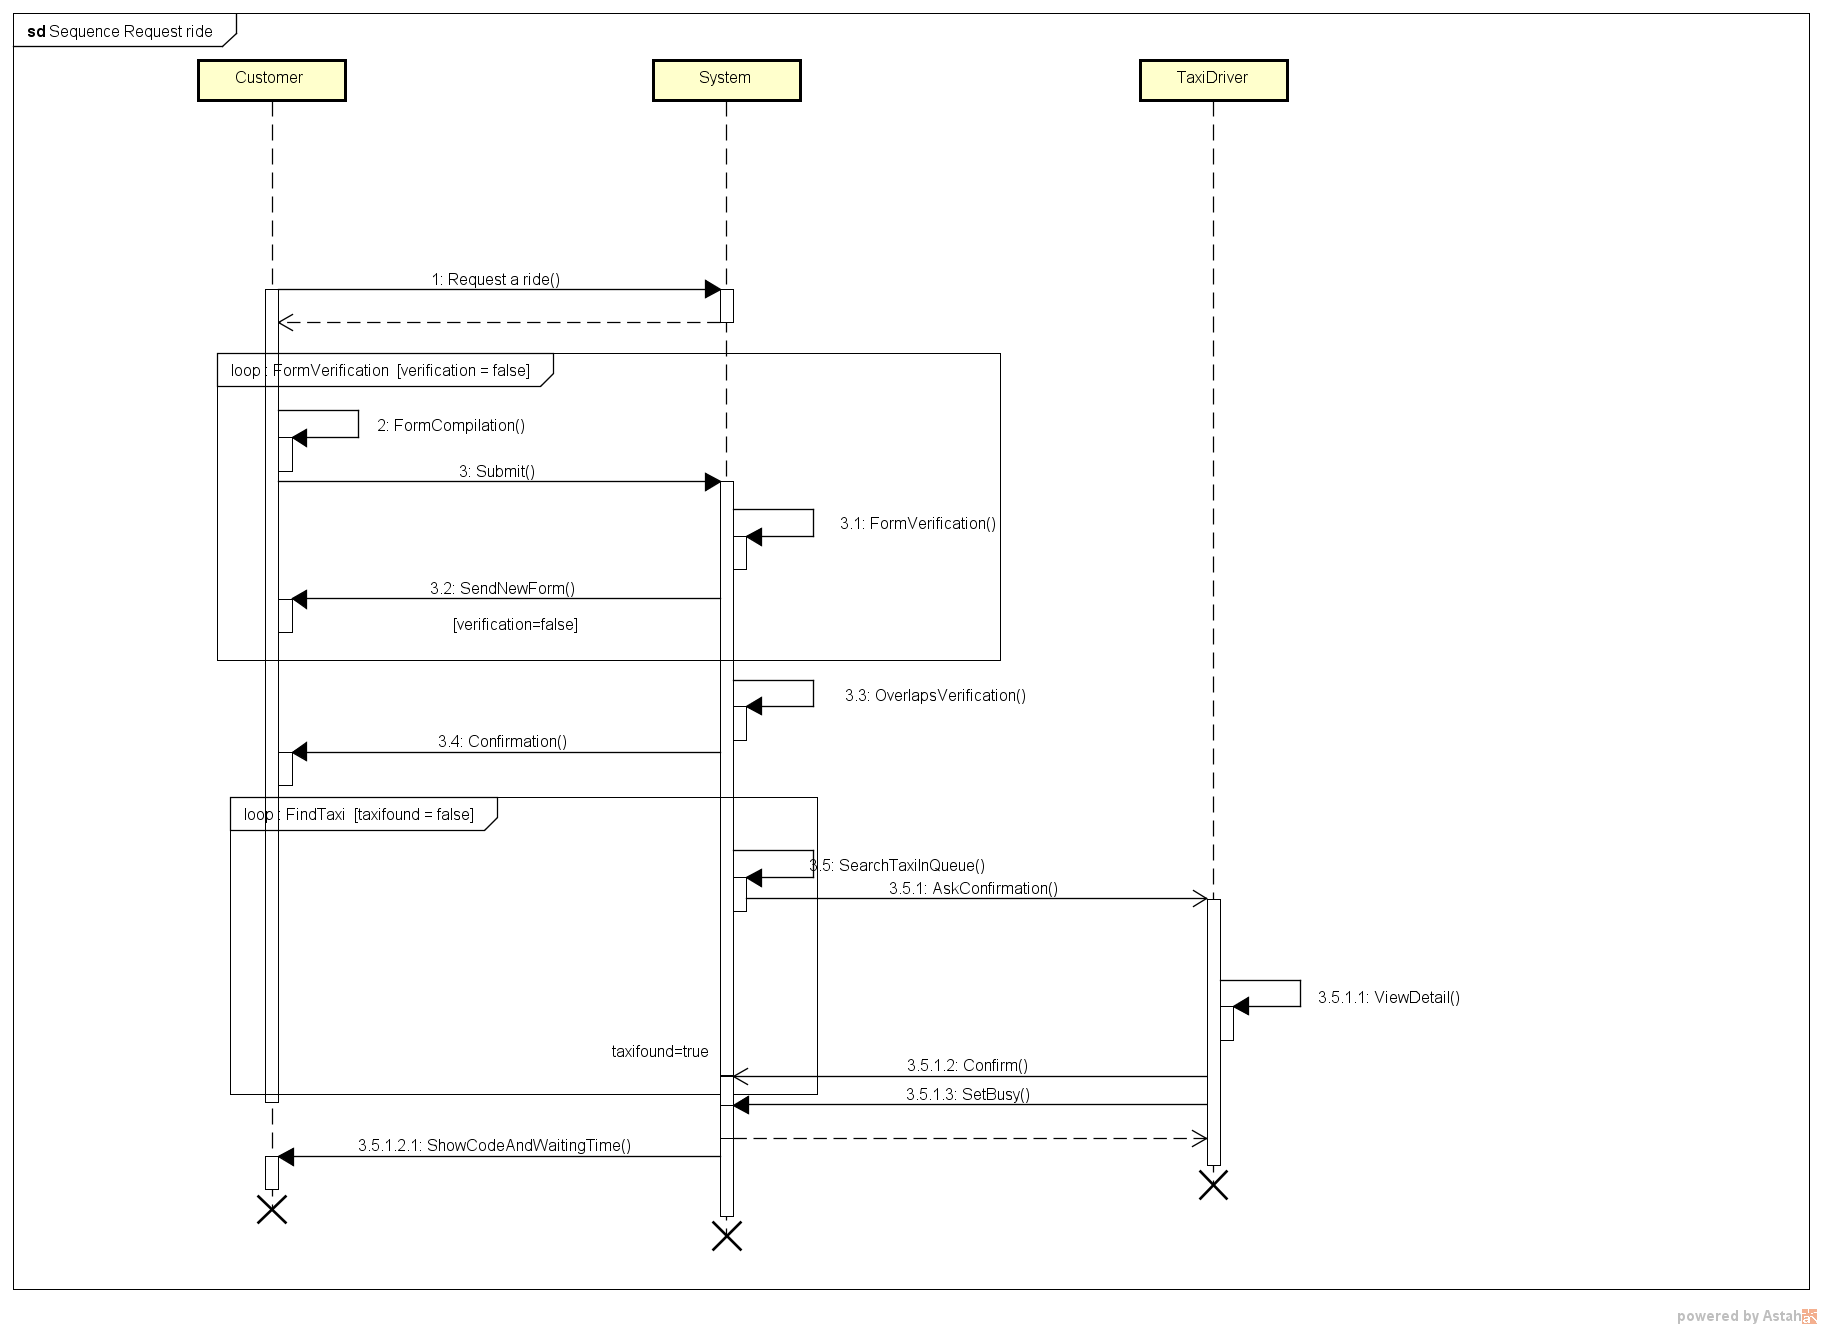 sd Sequence Request ride
Customer
System
TaxiDriver
1: Request a ride()
loop : FormVerification [verification = false]
2: FormCompilation()
3: Submit()
3.1: FormVerification()
3.2: SendNewForm()
[verification=false]
3.3: OverlapsVerification()
3.4: Confirmation()
loop : FindTaxi [taxifound = false]
3.5: SearchTaxiInQueue()
3.5.1: AskConfirmation()
3.5.1.1: ViewDetail()
taxifound=true
3.5.1.2: Confirm()
3.5.1.3: SetBusy()
3.5.1.2.1: ShowCodeAndWaitingTime()
powered by Astah